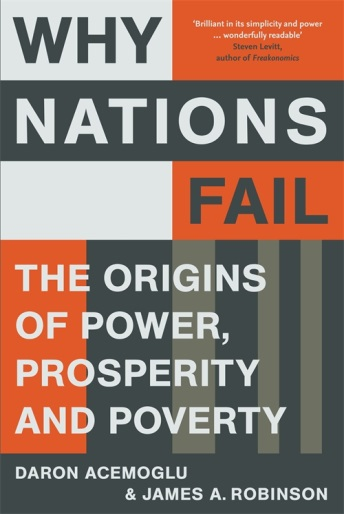 WHY
'Brilliant in its simplicity and power
... wonderfully readable'
Steven Levitt,
author of Freakonomics
NATIONS
FAIL
THE ORIGINS
OF POWER,
PROSPERITY
AND POVERTY
DARON ACEMOGLU
& JAMES A. ROBINSON